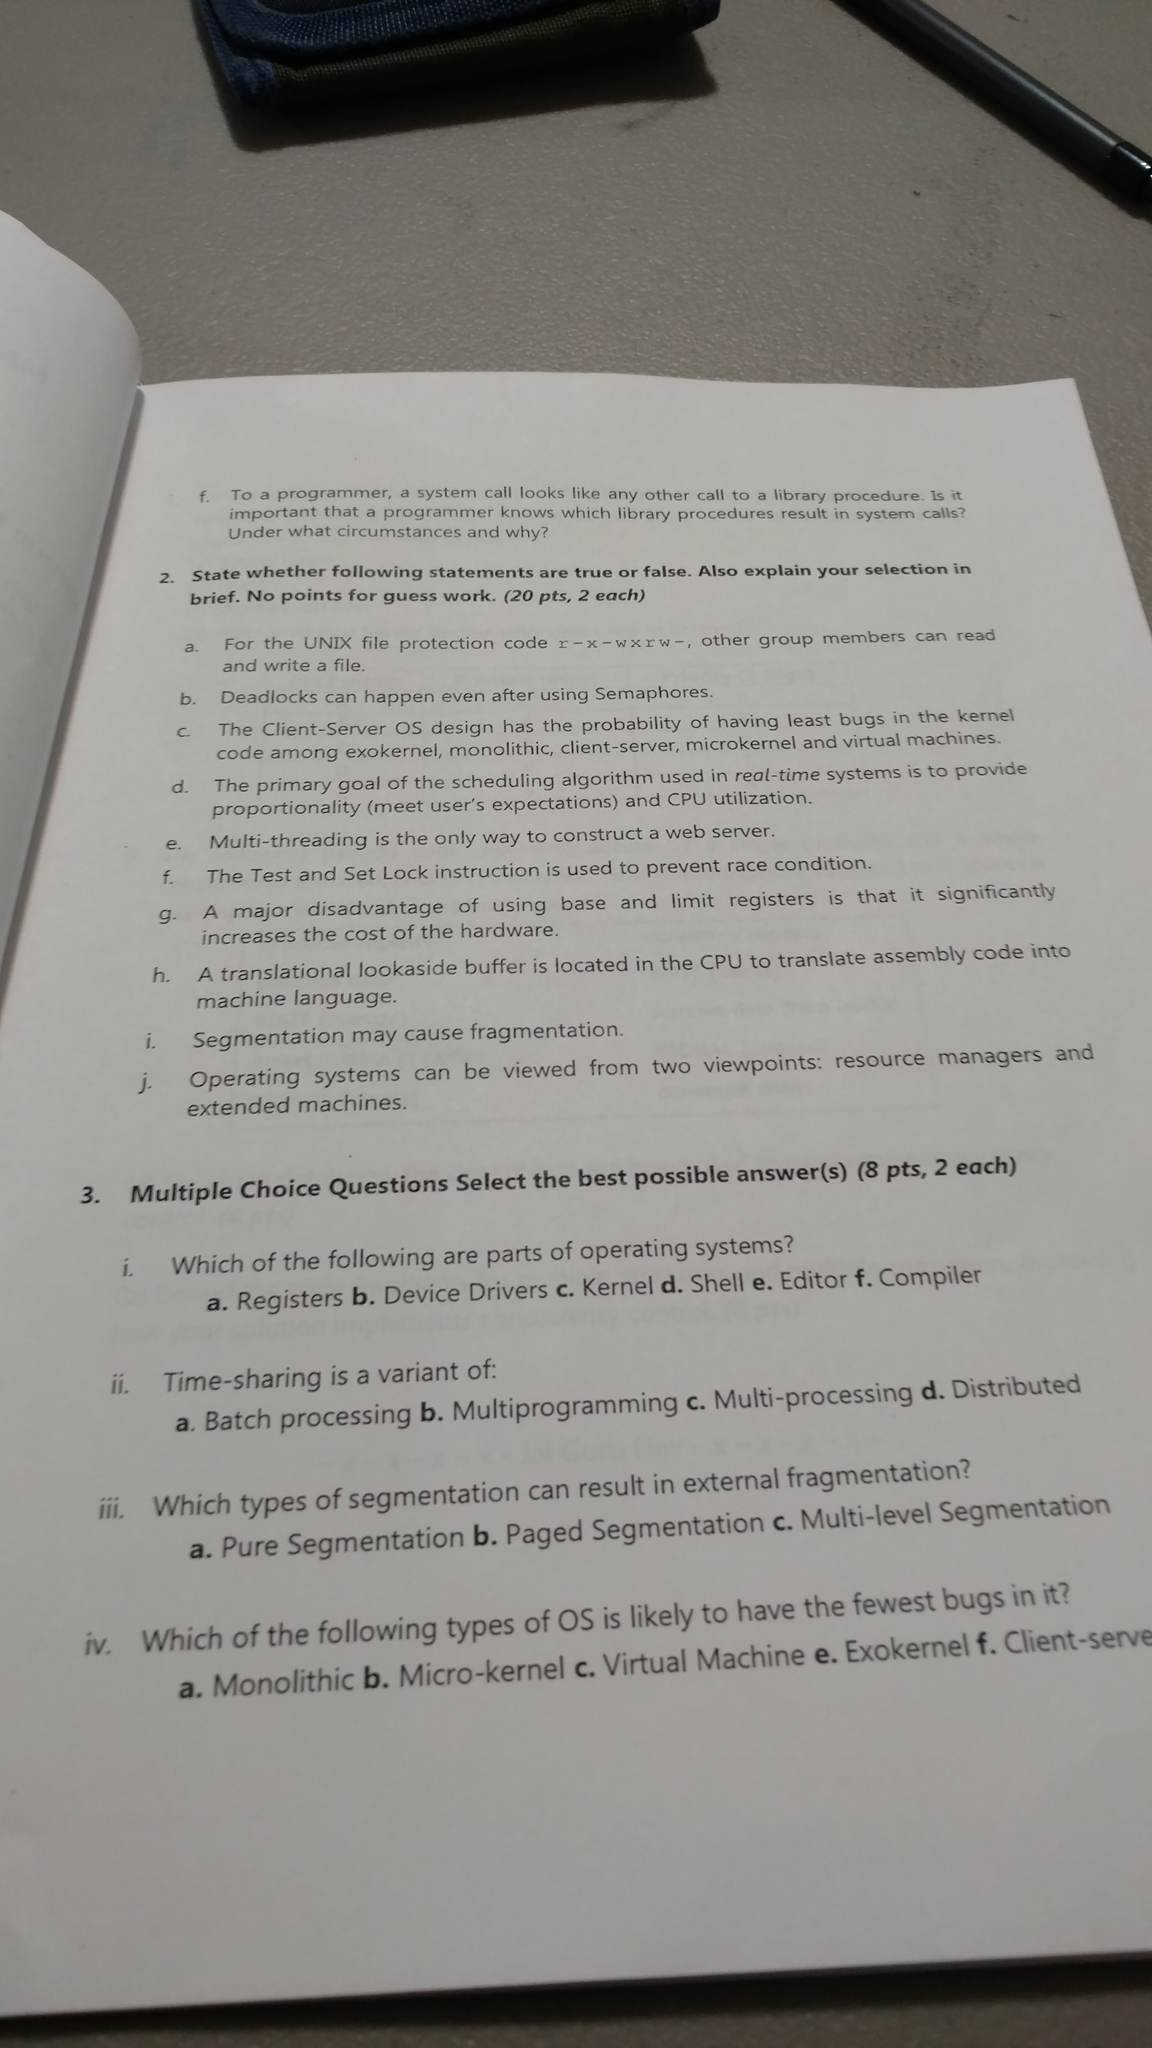 f. To a programmer, a system call looks like any other call to a library procedure. Is it
important that a programmer knows which library procedures result in system calls?
Under what circumstances and why?
2. State whether following statements are true or false. Also explain your selection in
brief. No points for guess work. (20 pts, 2 each)
a. For the UNIX file protection code r-x-wxrw-, other group members can read
and write a file.
b. Deadlocks can happen even after using Semaphores.
c. The Client-Server OS design has the probability of having least bugs in the kernel
code among exokernel, monolithic, client-server, microkernel and virtual machines.
d. The primary goal of the scheduling algorithm used in real-time systems is to provide
proportionality (meet user's expectations) and CPU utilization.
e. Multi-threading is the only way to construct a web server.
f. The Test and Set Lock instruction is used to prevent race condition.
g. A major disadvantage of using base and limit registers is that it significantly
increases the cost of the hardware.
h. A translational lookaside buffer is located in the CPU to translate assembly code into
machine language.
i. Segmentation may cause fragmentation.
j. Operating systems can be viewed from two viewpoints: resource managers and
extended machines.
3. Multiple Choice Questions Select the best possible answer(s) (8 pts, 2 each)
i. Which of the following are parts of operating systems?
a. Registers b. Device Drivers c. Kernel d. Shell e. Editor f. Compiler
ii. Time-sharing is a variant of:
a. Batch processing b. Multiprogramming c. Multi-processing d. Distributed
iii. Which types of segmentation can result in external fragmentation?
a. Pure Segmentation b. Paged Segmentation c. Multi-level Segmentation
iv. Which of the following types of OS is likely to have the fewest bugs in it?
a. Monolithic b. Micro-kernel c. Virtual Machine e. Exokernel f. Client-serve